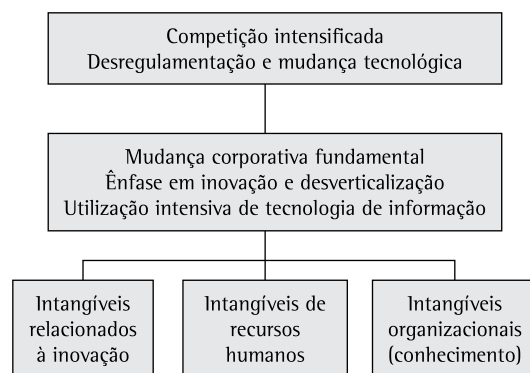 Competição intensificada
Desregulamentação e mudança tecnológica
Mudança corporativa fundamental
Ênfase em inovação e desverticalização
Utilização intensiva de tecnologia de informação
Intangíveis
relacionados
à inovação
Intangíveis de
recursos
humanos
Intangíveis
organizacionais
(conhecimento)